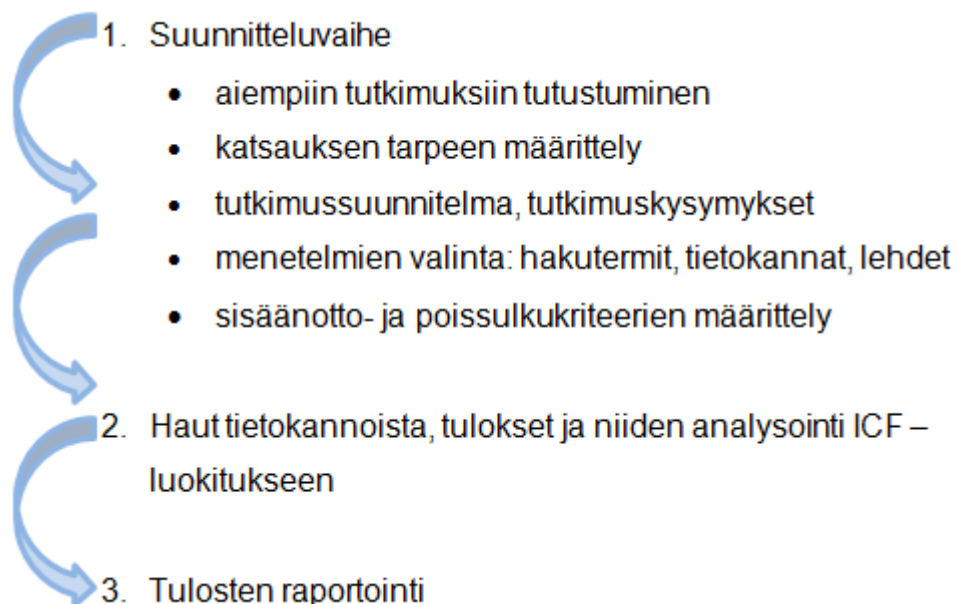 1. Suunnitteluvaihe
• aiempiin tutkimuksiin tutustuminen
• katsauksen tarpeen määrittely
• tutkimussuunnitelma, tutkimuskysymykset
• menetelmien valinta: hakutermit, tietokannat, lehdet
• sisäänotto- ja poissulkukriteerien määrittely
2. Haut tietokannoista, tulokset ja niiden analysointi ICF –
luokitukseen
3. Tulosten raportointi